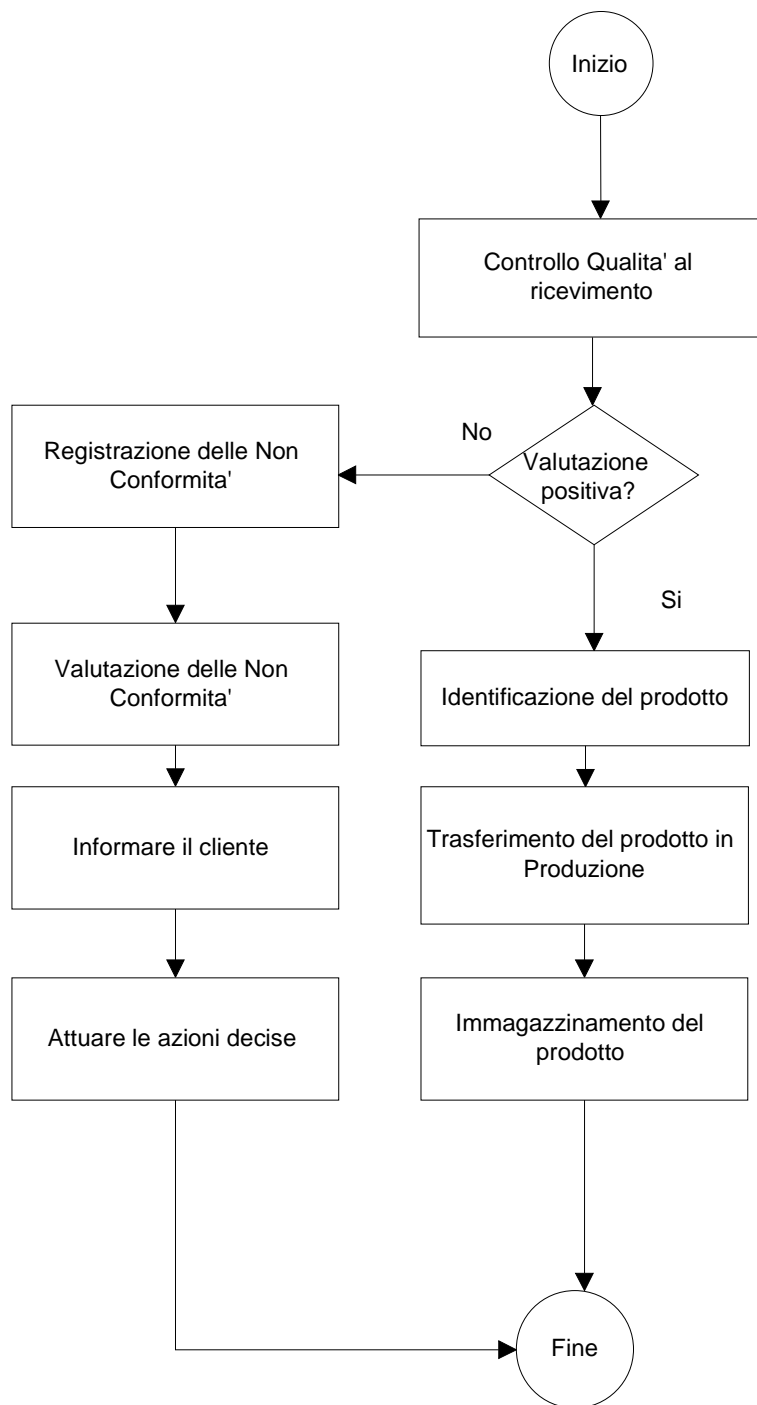 Inizio
Controllo Qualita' al
ricevimento
No
Valutazione
positiva?
Si
Registrazione delle Non
Conformita'
Valutazione delle Non
Conformita'
Informare il cliente
Attuare le azioni decise
Identificazione del prodotto
Trasferimento del prodotto in
Produzione
Immagazzinamento del
prodotto
Fine